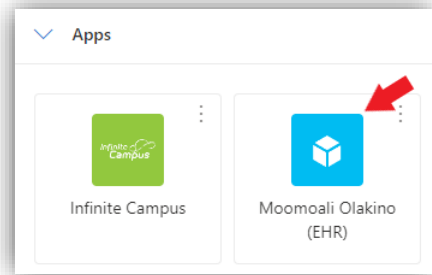 Apps
Infinite
Campus
Infinite Campus
Moomoali Olakino
(EHR)